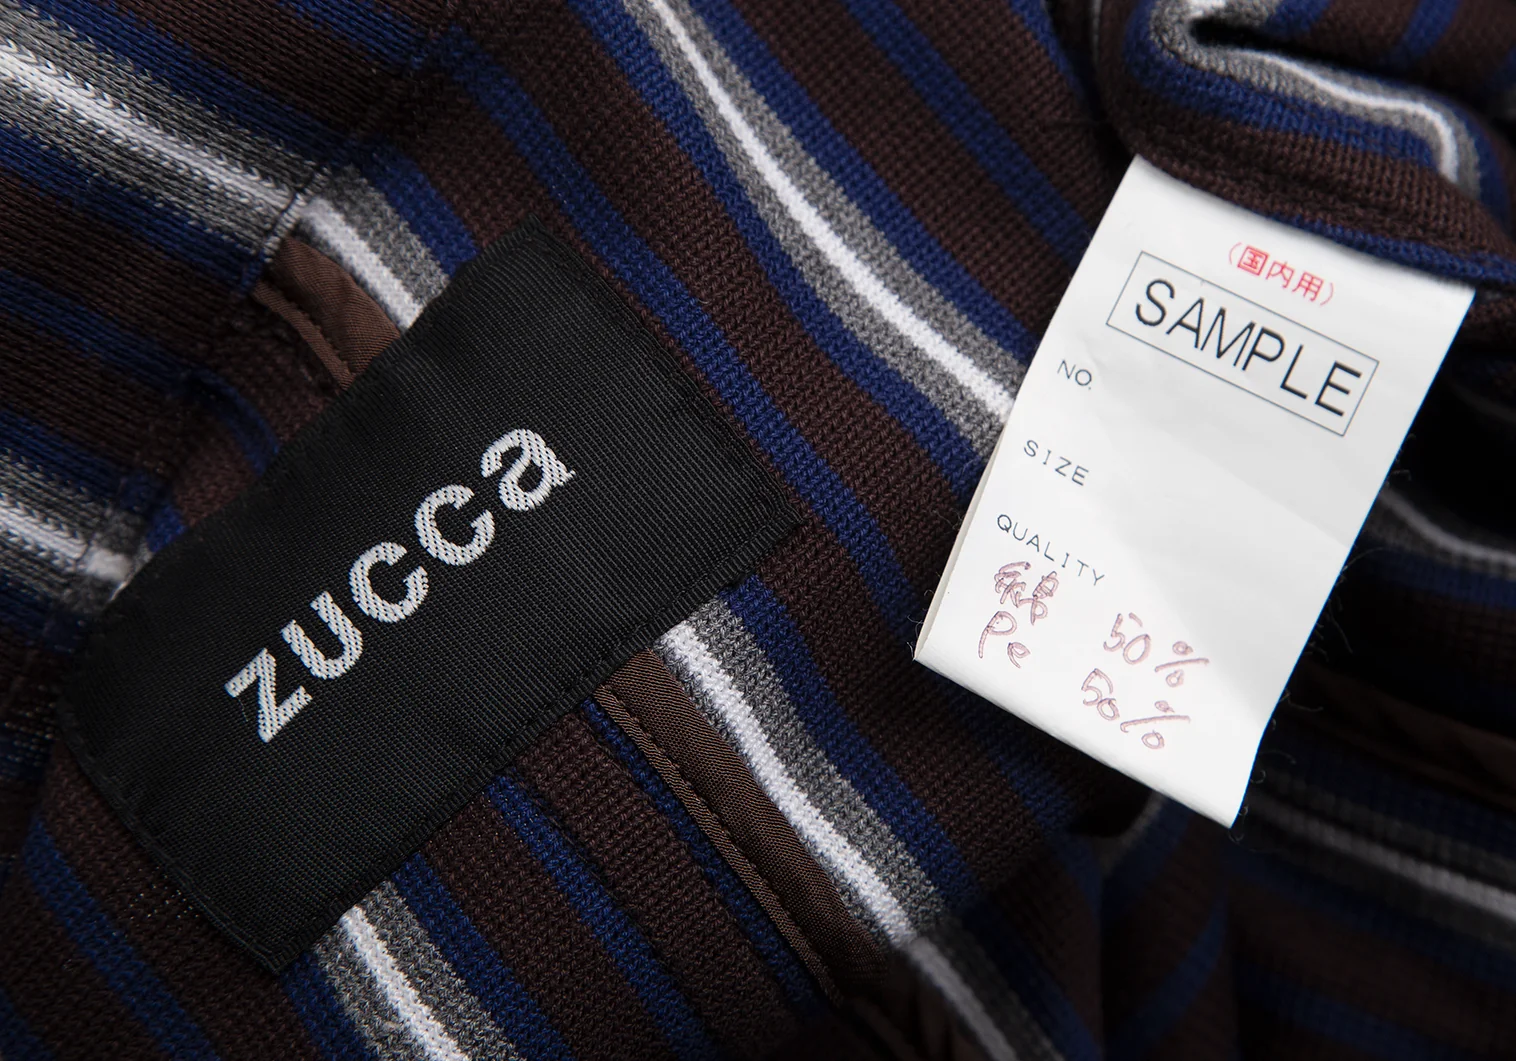 zucca
（国内用）
SAMPLE
NO.
SIZE
QUALITY
綿 50%
Pe 50%